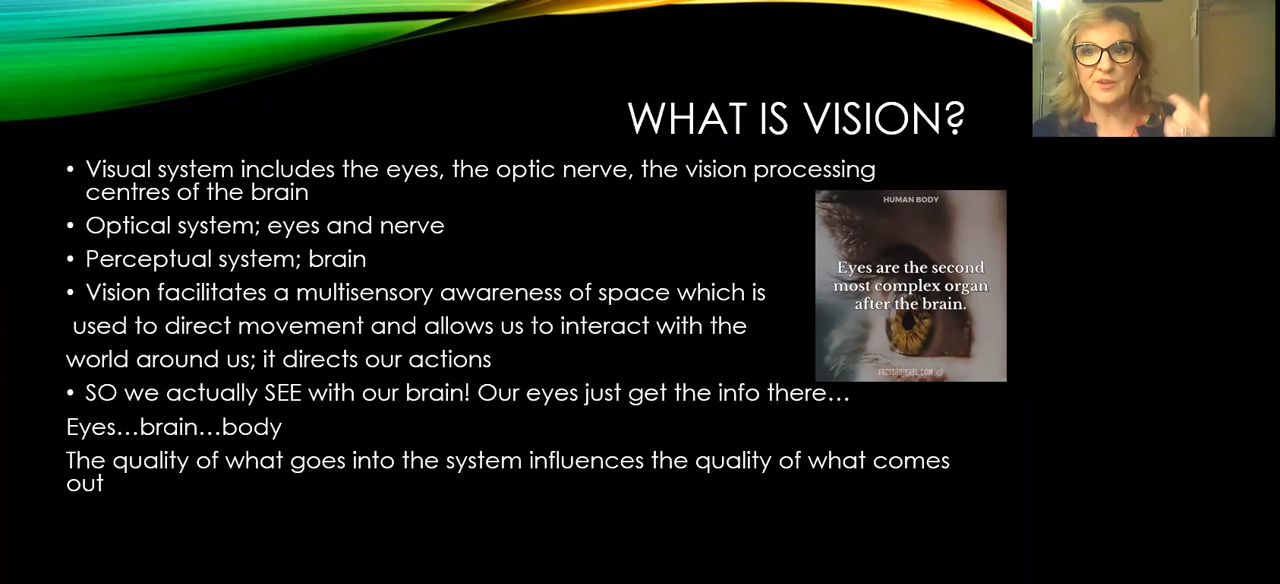 WHAT IS VISION?
• Visual system includes the eyes, the optic nerve, the vision processing
centres of the brain
• Optical system; eyes and nerve
• Perceptual system; brain
• Vision facilitates a multisensory awareness of space which is
used to direct movement and allows us to interact with the
world around us; it directs our actions
• SO we actually SEE with our brain! Our eyes just get the info there…
Eyes…brain…body
The quality of what goes into the system influences the quality of what comes
out
HUMAN BODY
Eyes are the second
most complex organ
after the brain.